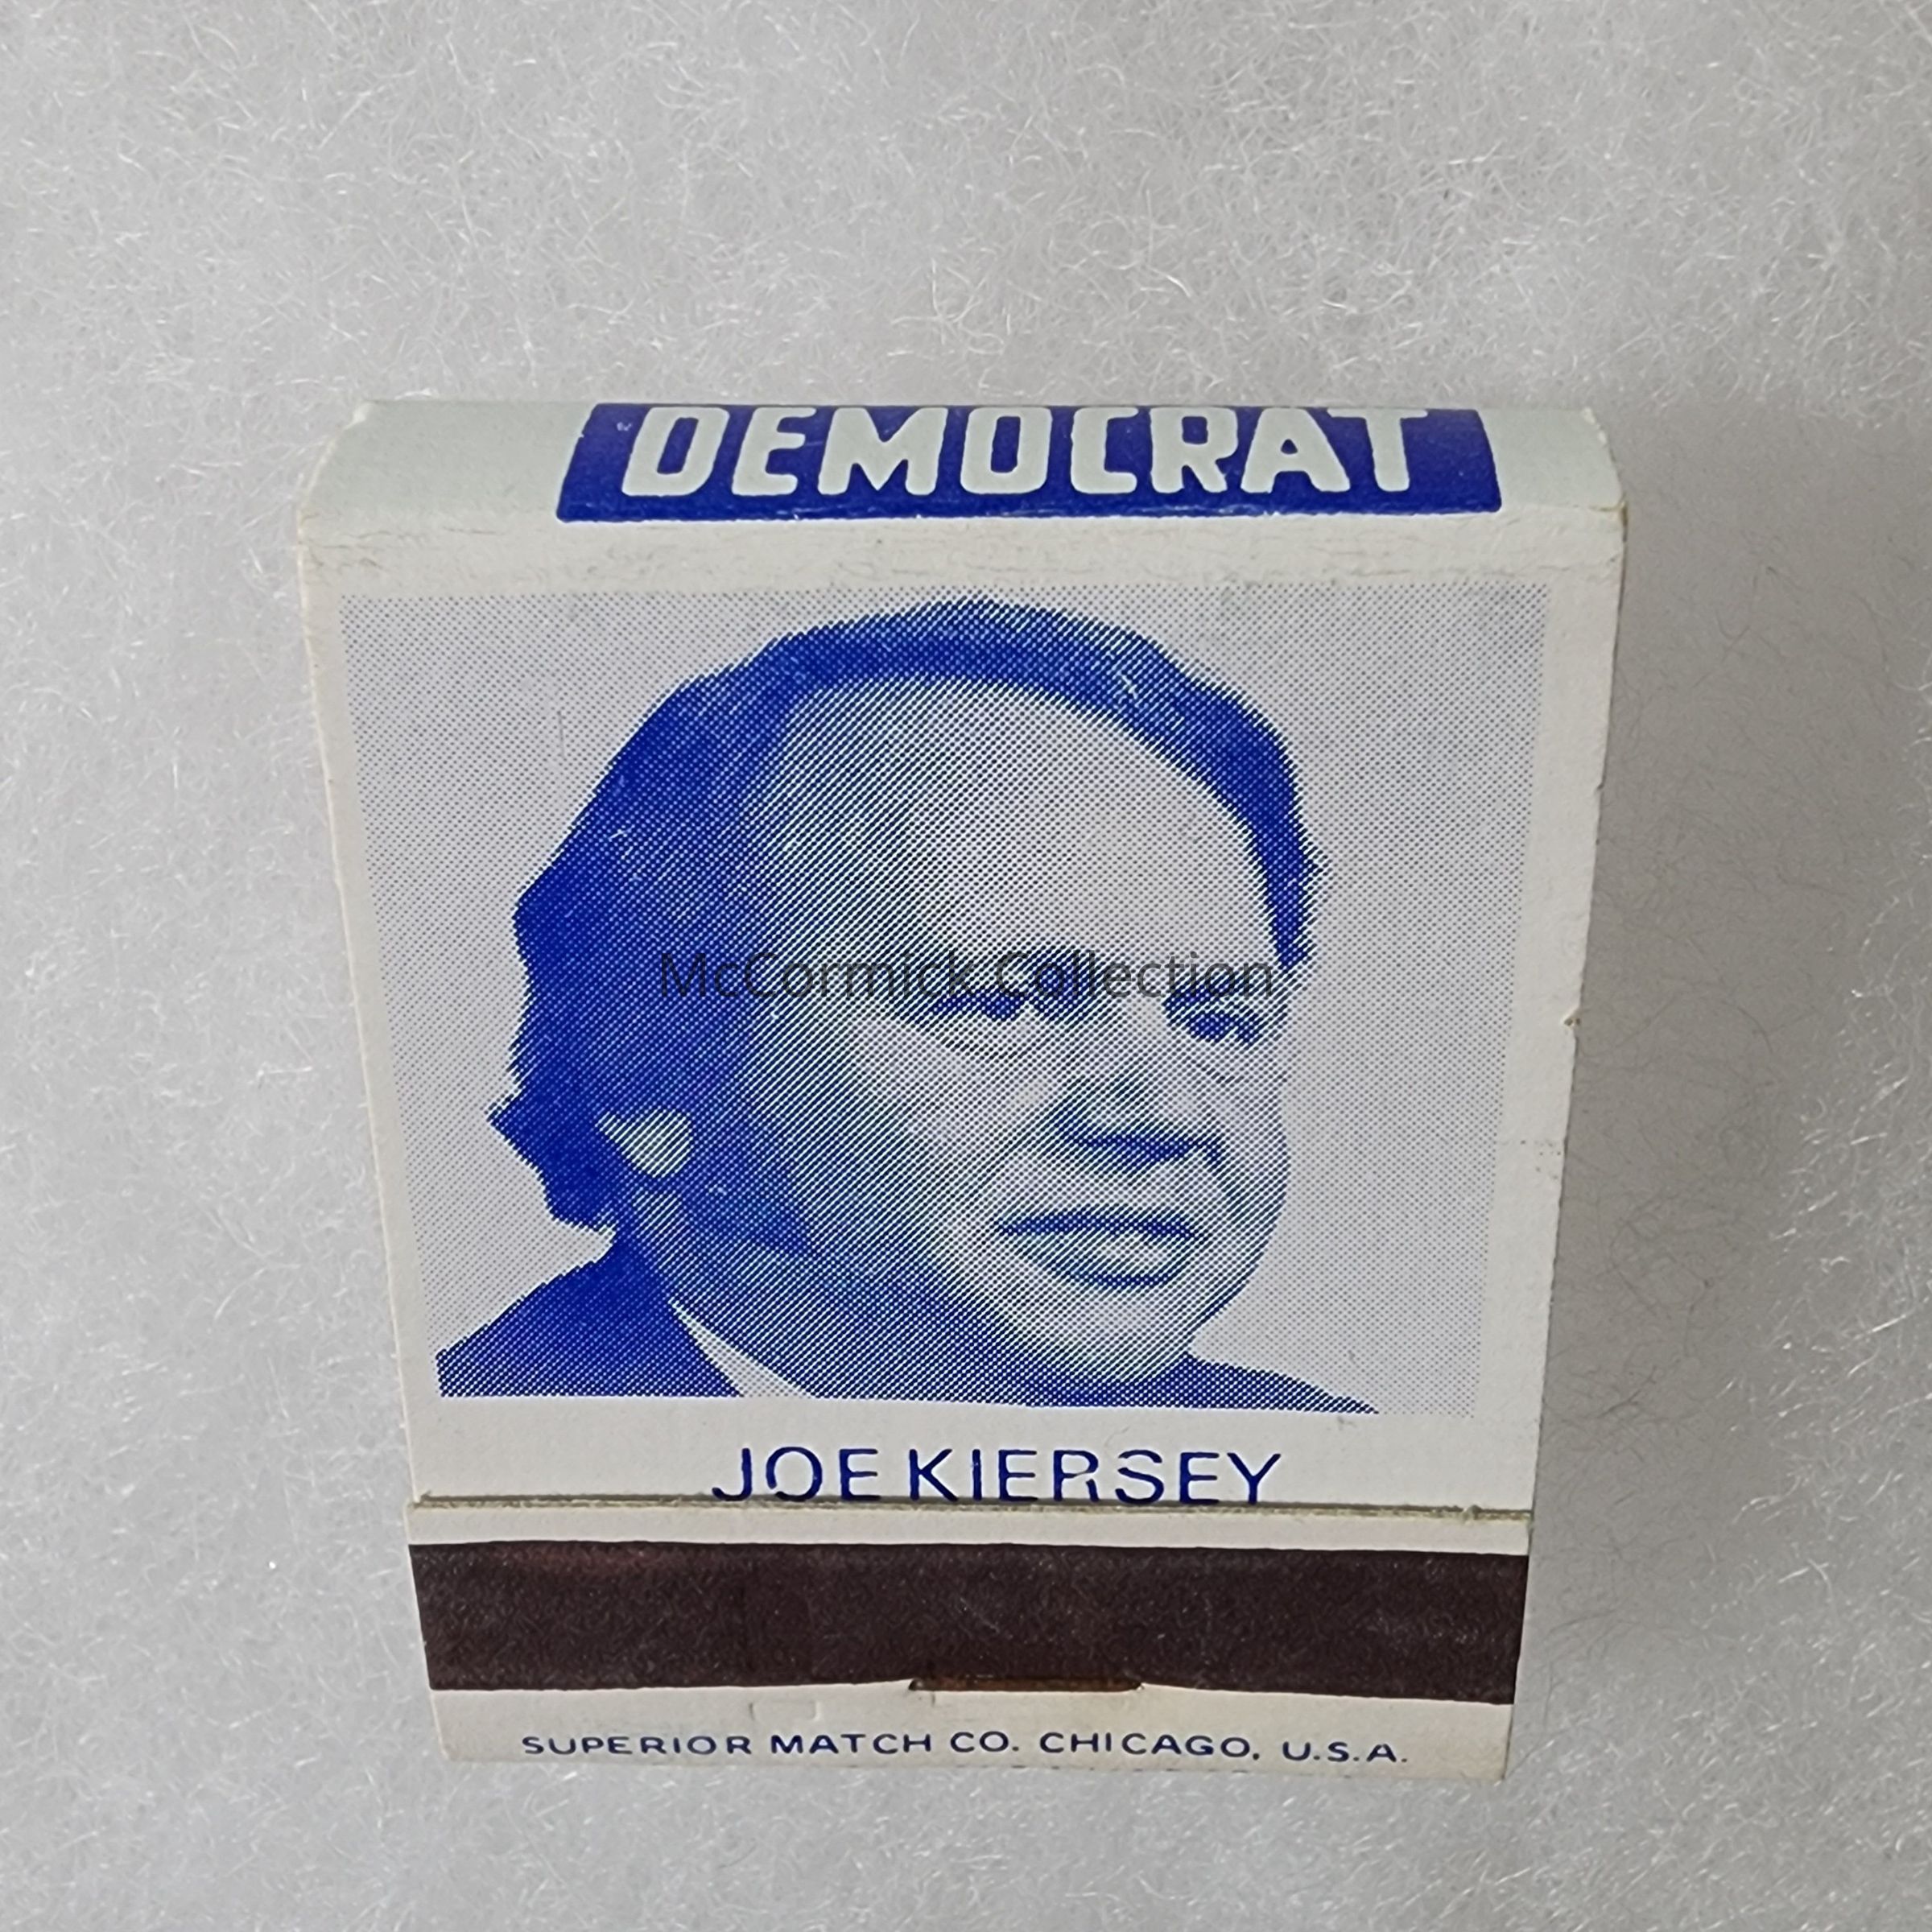 DEMOCRAT
McCormick Collection
JOE KIERSEY
SUPERIOR MATCH CO. CHICAGO, U.S.A.